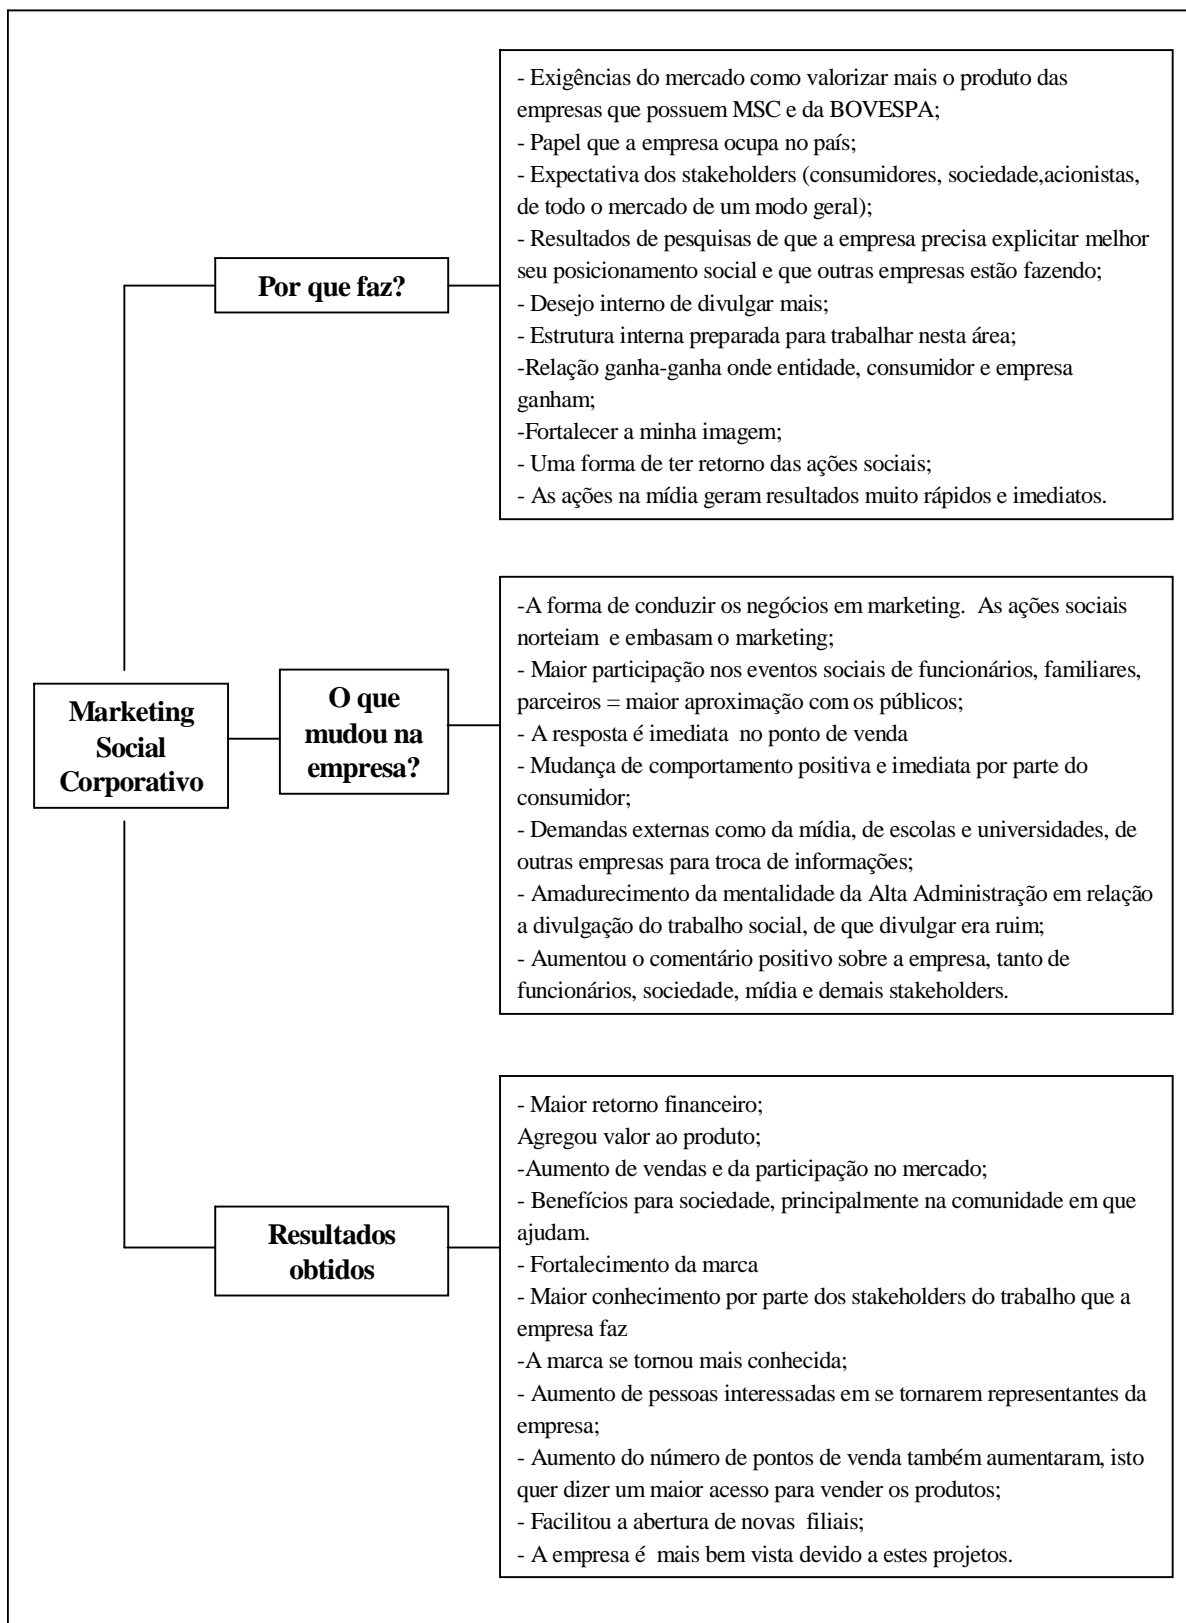 - Exigências do mercado como valorizar mais o produto das
empresas que possuem MSC e da BOVESPA;
- Papel que a empresa ocupa no país;
- Expectativa dos stakeholders (consumidores, sociedade,acionistas,
de todo o mercado de um modo geral);
- Resultados de pesquisas de que a empresa precisa explicitar melhor
seu posicionamento social e que outras empresas estão fazendo;
- Desejo interno de divulgar mais;
- Estrutura interna preparada para trabalhar nesta área;
-Relação ganha-ganha onde entidade, consumidor e empresa
ganham;
-Fortalecer a minha imagem;
- Uma forma de ter retorno das ações sociais;
- As ações na mídia geram resultados muito rápidos e imediatos.
Por que faz?
-A forma de conduzir os negócios em marketing. As ações sociais
norteiam e embasam o marketing;
- Maior participação nos eventos sociais de funcionários, familiares,
parceiros = maior aproximação com os públicos;
- A resposta é imediata no ponto de venda
- Mudança de comportamento positiva e imediata por parte do
consumidor;
- Demandas externas como da mídia, de escolas e universidades, de
outras empresas para troca de informações;
- Amadurecimento da mentalidade da Alta Administração em relação
a divulgação do trabalho social, de que divulgar era ruim;
- Aumentou o comentário positivo sobre a empresa, tanto de
funcionários, sociedade, mídia e demais stakeholders.
Marketing
Social
Corporativo
O que
mudou na
empresa?
- Maior retorno financeiro;
Agregou valor ao produto;
-Aumento de vendas e da participação no mercado;
- Benefícios para sociedade, principalmente na comunidade em que
ajudam.
- Fortalecimento da marca
- Maior conhecimento por parte dos stakeholders do trabalho que a
empresa faz
-A marca se tornou mais conhecida;
- Aumento de pessoas interessadas em se tornarem representantes da
empresa;
- Aumento do número de pontos de venda também aumentaram, isto
quer dizer um maior acesso para vender os produtos;
- Facilitou a abertura de novas filiais;
- A empresa é mais bem vista devido a estes projetos.
Resultados
obtidos